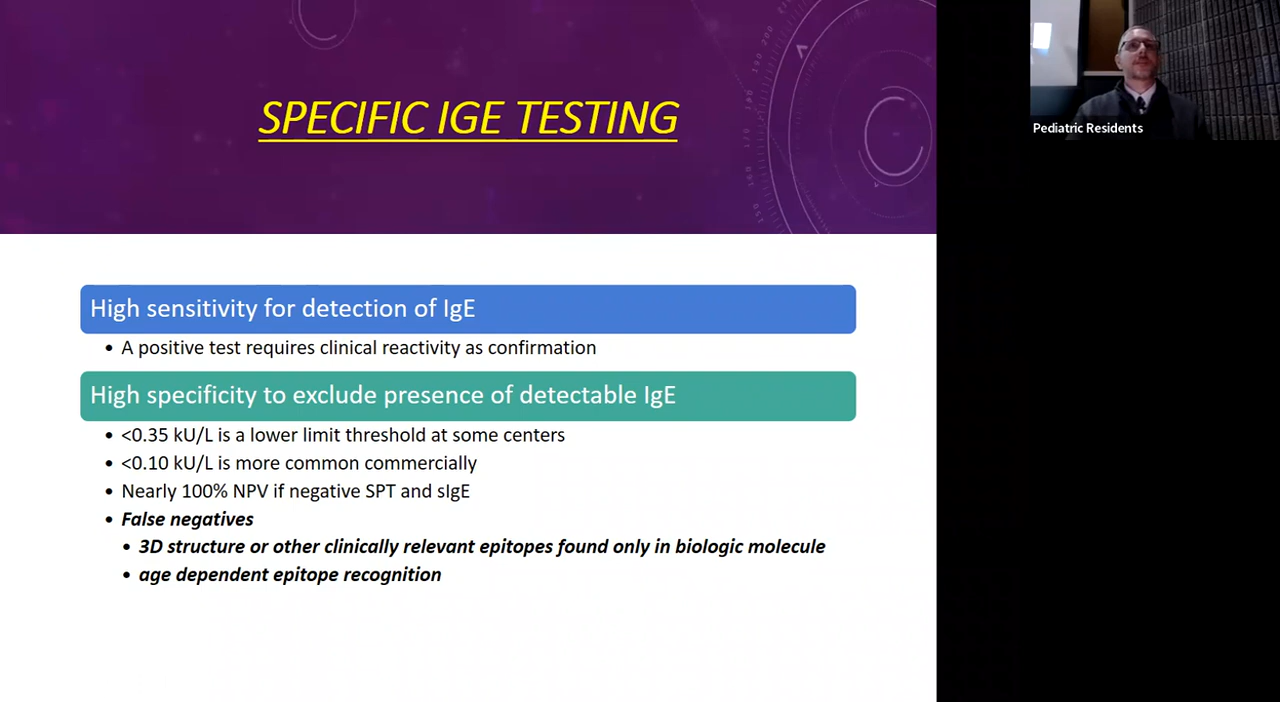 SPECIFIC IGE TESTING
Pediatric Residents
High sensitivity for detection of IgE
• A positive test requires clinical reactivity as confirmation
High specificity to exclude presence of detectable IgE
• <0.35 kU/L is a lower limit threshold at some centers
• <0.10 kU/L is more common commercially
• Nearly 100% NPV if negative SPT and sIgE
• False negatives
• 3D structure or other clinically relevant epitopes found only in biologic molecule
• age dependent epitope recognition